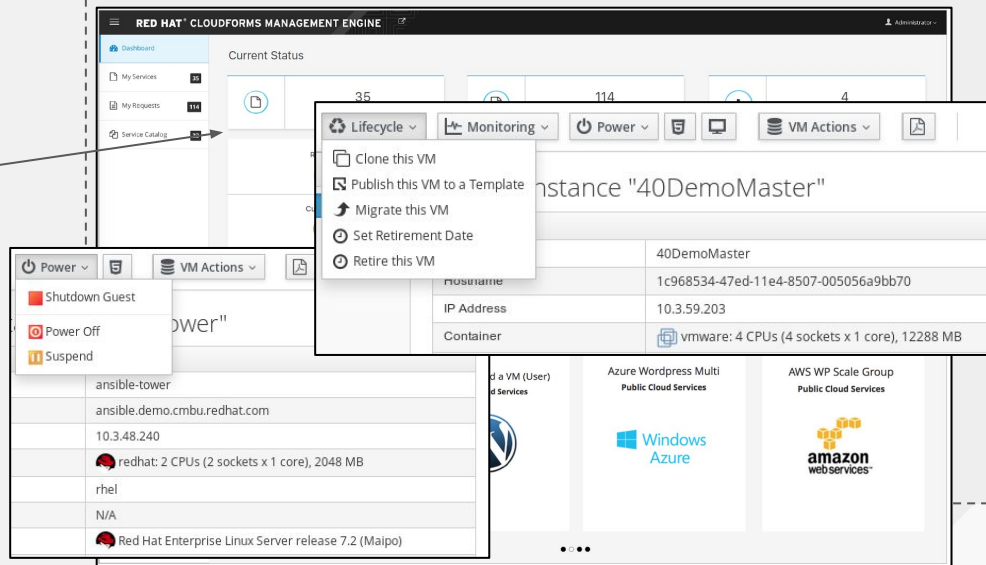 RED HAT® CLOUDFORMS MANAGEMENT ENGINE
Administrator
Dashboard
My Services 35
My Requests 114
Service Catalog
Current Status
35
114
4
Lifecycle
Monitoring
Power
VM Actions
Clone this VM
Publish this VM to a Template
Migrate this VM
Set Retirement Date
Retire this VM
nstance "40DemoMaster"
40DemoMaster
Hostname 1c968534-47ed-11e4-8507-005056a9bb70
IP Address 10.3.59.203
Container vmware: 4 CPUs (4 sockets x 1 core), 12288 MB
Power
VM Actions
Shutdown Guest
Power Off
Suspend
ower"
ansible-tower
ansible.demo.cmbu.redhat.com
10.3.48.240
redhat: 2 CPUs (2 sockets x 1 core), 2048 MB
rhel
N/A
Red Hat Enterprise Linux Server release 7.2 (Maipo)
d a VM (User)
d Services
Azure Wordpress Multi
Public Cloud Services
Windows
Azure
AWS WP Scale Group
Public Cloud Services
amazon
webservices™